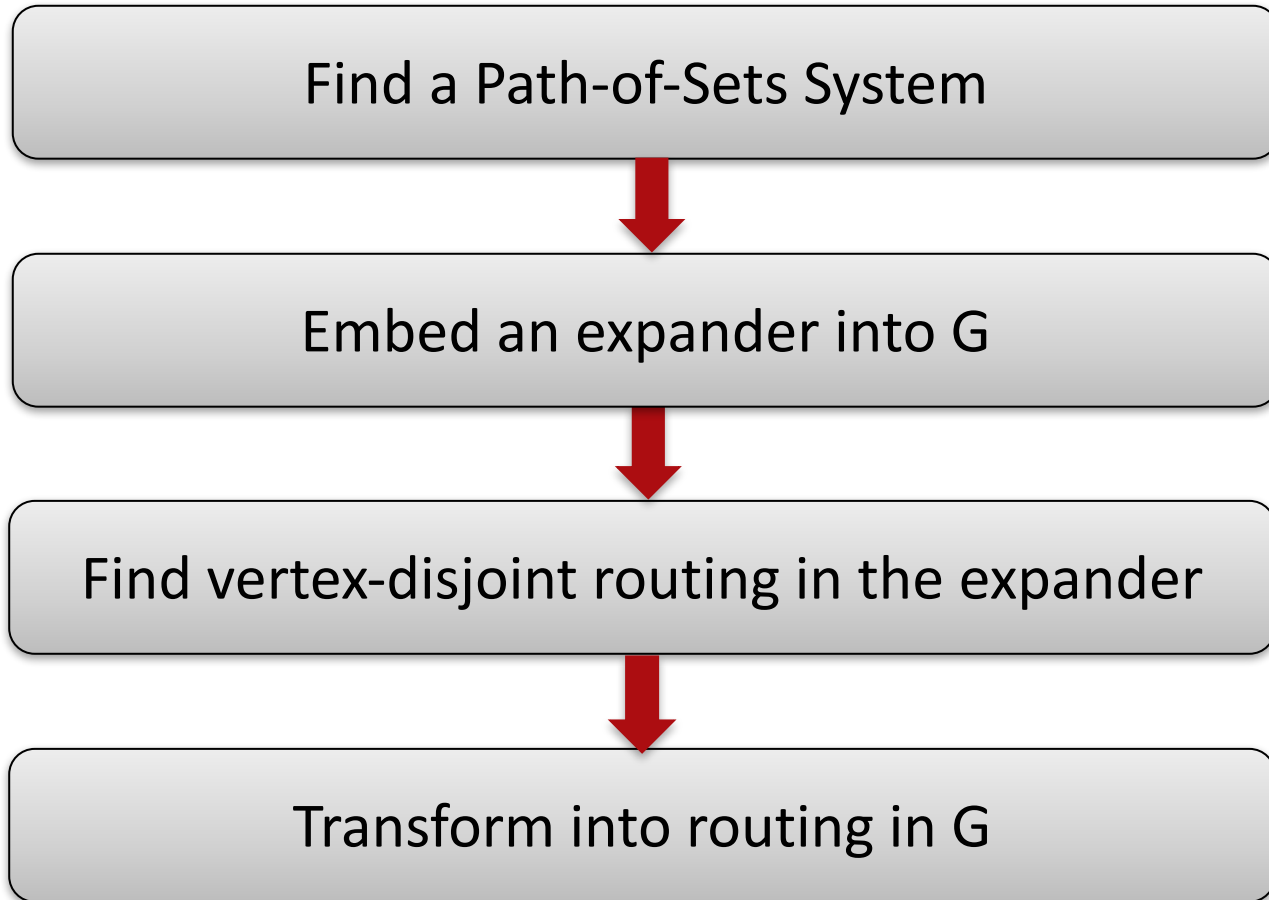 Find a Path-of-Sets System
Embed an expander into G
Find vertex-disjoint routing in the expander
Transform into routing in G